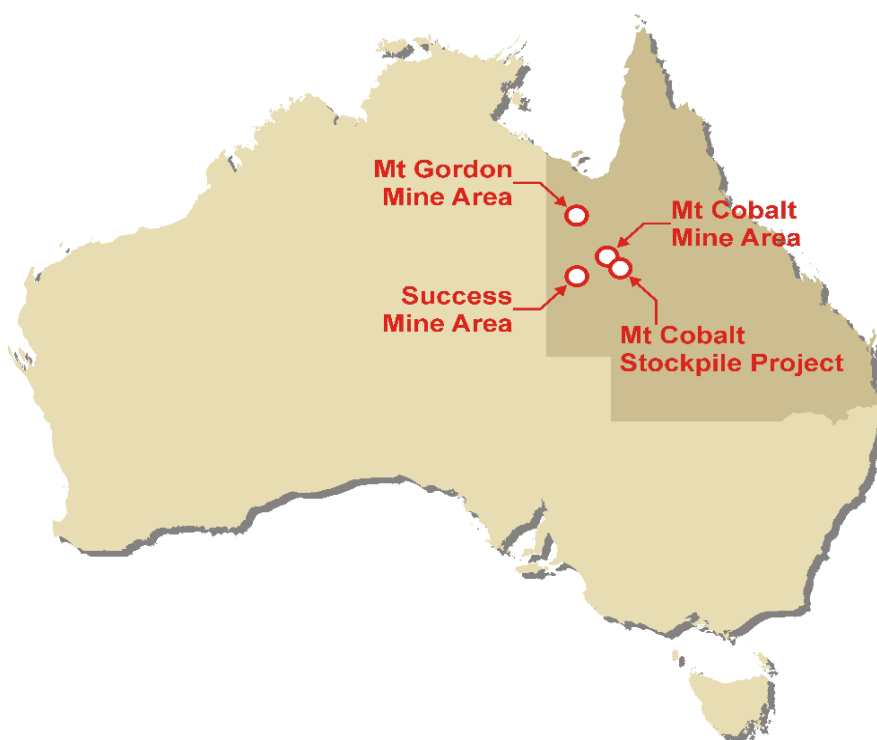 Mt Gordon
Mine Area
Mt Cobalt
Mine Area
Success
Mine Area
Mt Cobalt
Stockpile Project